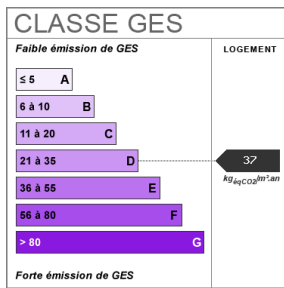 CLASSE GES
Faible émission de GES
LOGEMENT
≤ 5 A
6 à 10 B
11 à 20 C
21 à 35 D
37
kgéqCO2/m².an
36 à 55 E
56 à 80 F
> 80 G
Forte émission de GES